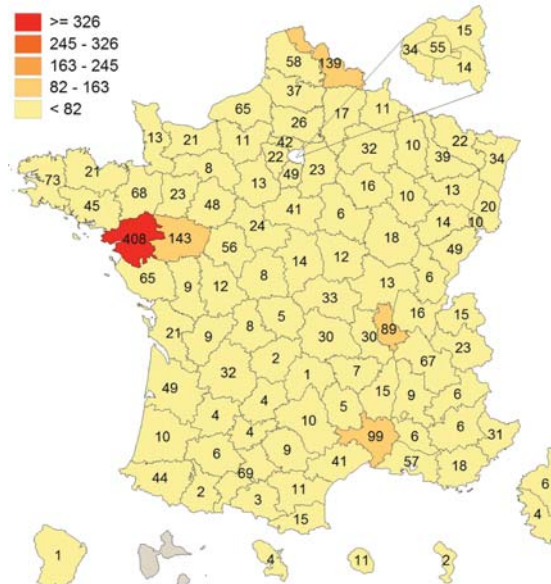 >= 326
245 - 326
163 - 245
82 - 163
< 82
15
34 55
14
58 139
37
65 26 17 11
13 21 11 42 32 10 22 34
22 23 39
8 49
73 21 13 16 13
68 23 10 20
45 48 41 14 10
24 6
408 143 56 18 49
14 12
65 9 12 8 13 6
33
16 15
21 9 8 5 30 30 89
67 23
2
32 1 7
49 15
4 4 5 9 6
10 4 10 99 6 6 31
6 9
44 69 41 57 18
2 3 11 6
15 4
1 4 11 2